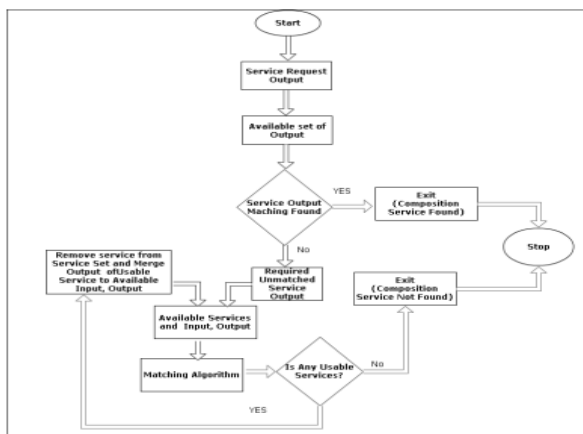 Start
Service Request
Output
Available set of
Output
Service Output
Maching Found
YES
Exit
(Composition
Service Found)
Stop
No
Required
Unmatched
Service
Output
Remove service from
Service Set and Merge
Output ofUsable
Service to Available
Input, Output
Available Services
and Input, Output
Matching Algorithm
Is Any Usable
Services?
No
Exit
(Composition
Service Not Found)
YES